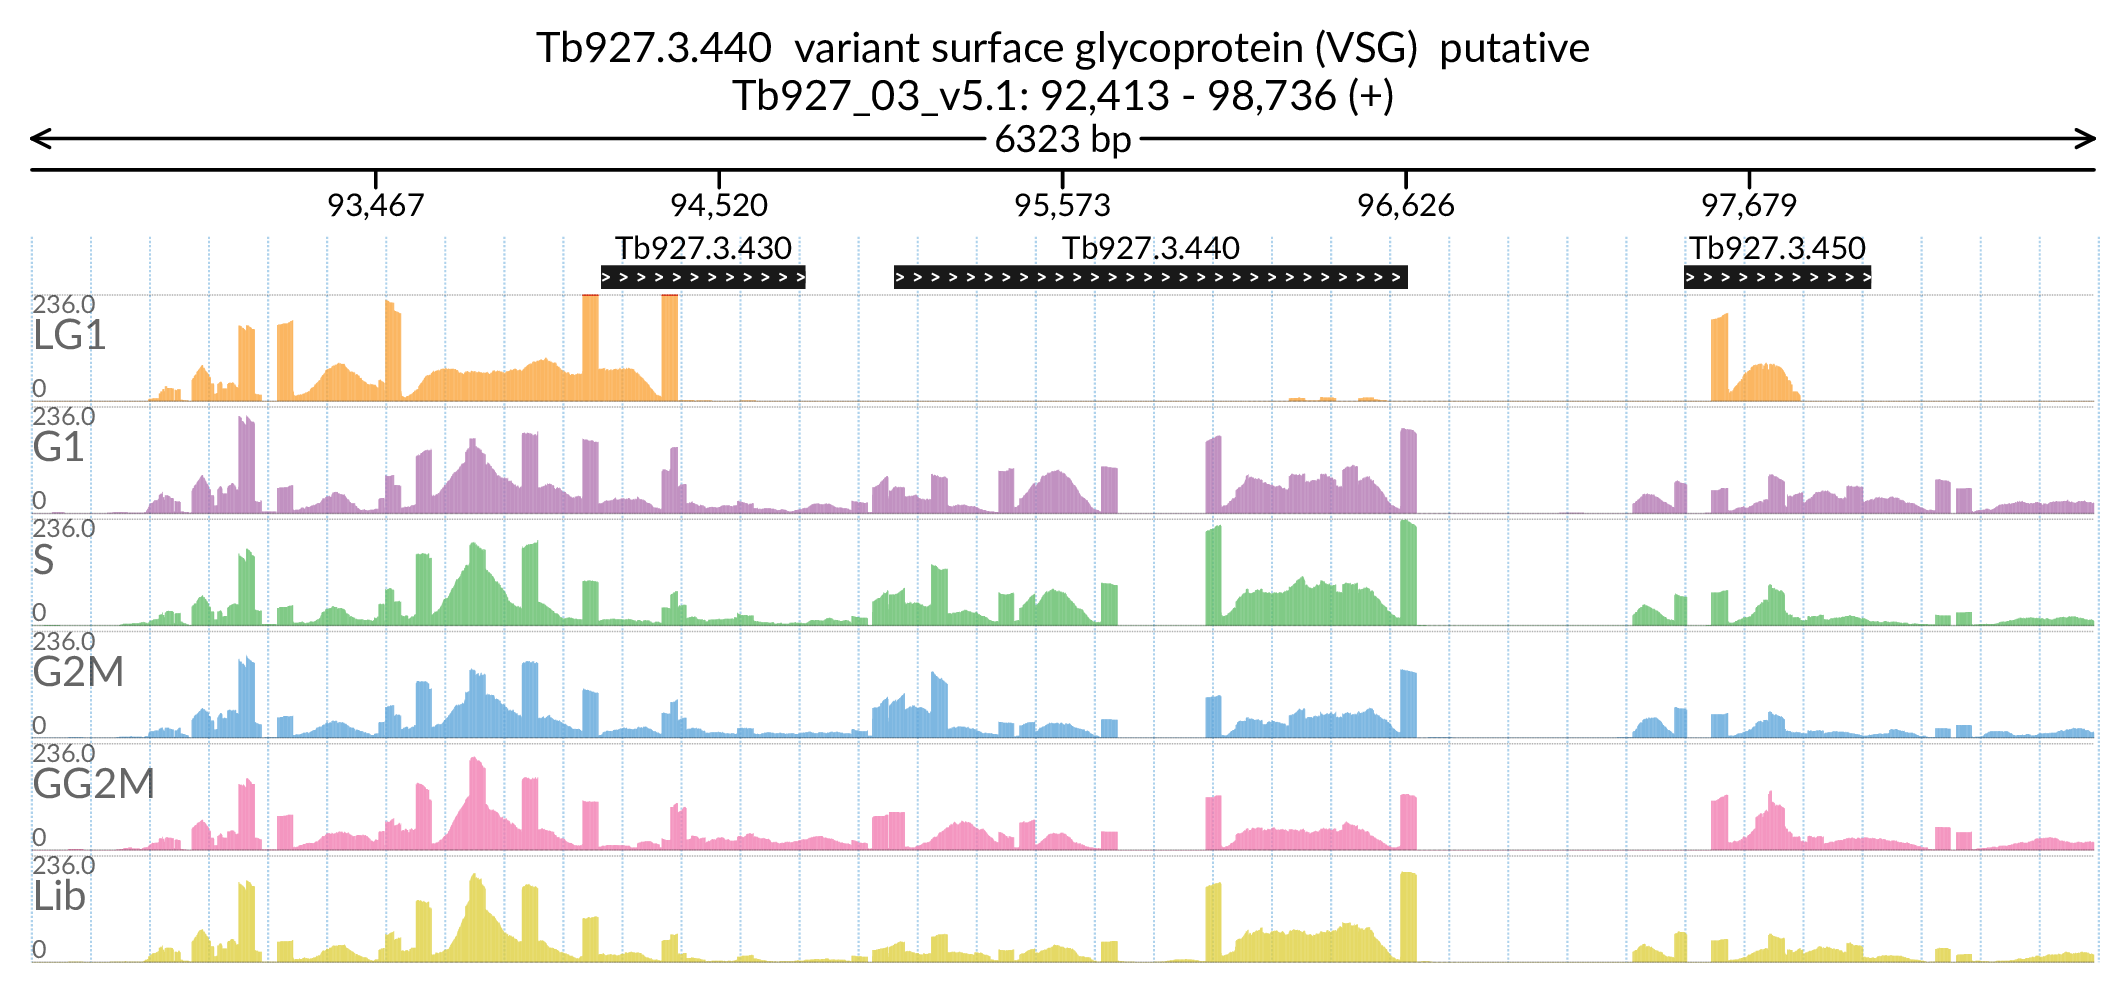 Tb927.3.440 variant surface glycoprotein (VSG) putative
Tb927_03_v5.1: 92,413 - 98,736 (+)
6323 bp
93,467 94,520 95,573 96,626 97,679
Tb927.3.430 Tb927.3.440 Tb927.3.450
236.0
LG1
0
236.0
G1
0
236.0
S
0
236.0
G2M
0
236.0
GG2M
0
236.0
Lib
0